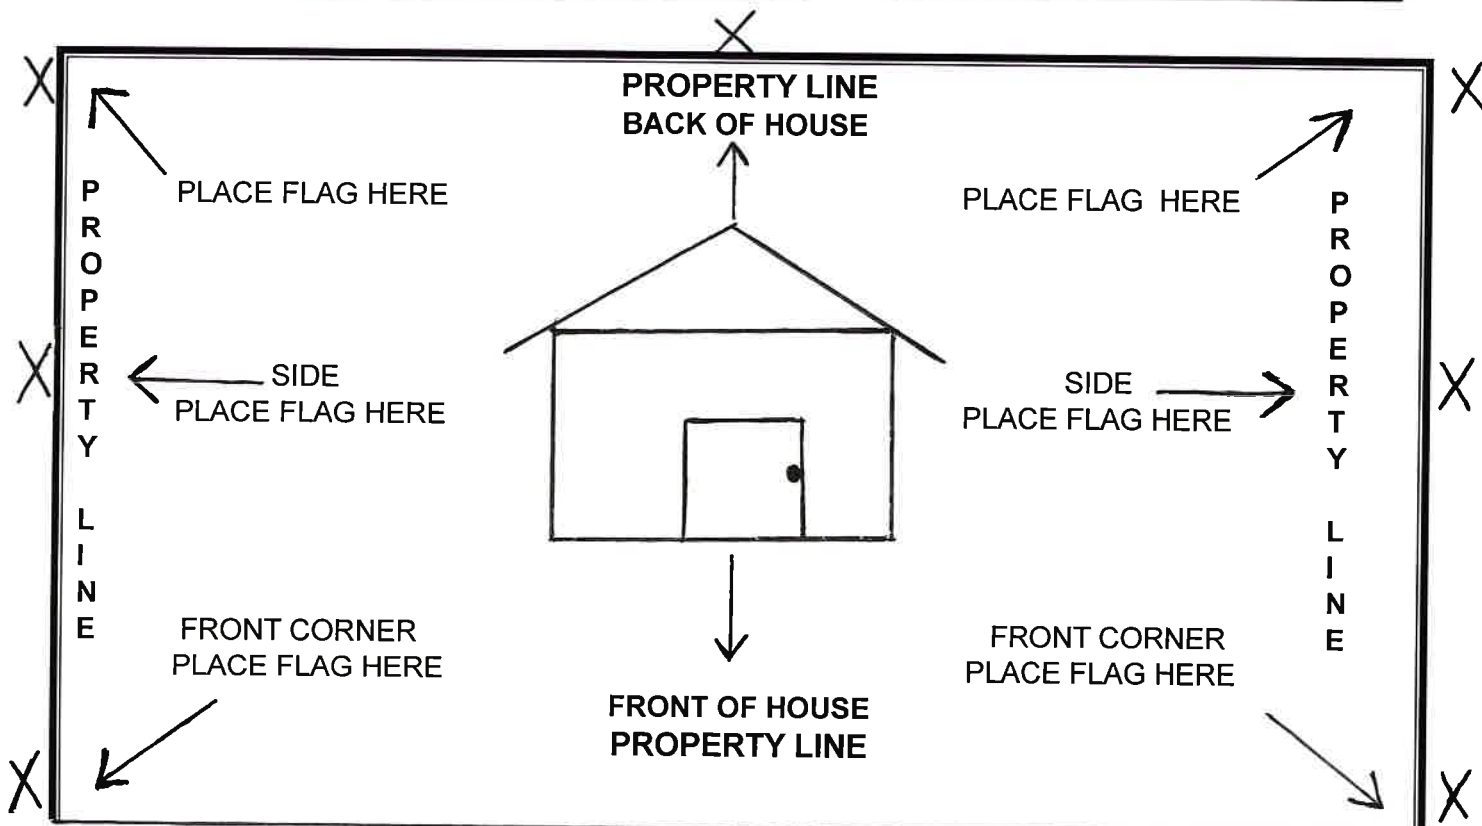 X
X
X
PROPERTY LINE
BACK OF HOUSE
PLACE FLAG HERE
PLACE FLAG HERE
PROPERTY LINE
PROPERTY LINE
X
SIDE
PLACE FLAG HERE
SIDE
PLACE FLAG HERE
X
FRONT CORNER
PLACE FLAG HERE
FRONT CORNER
PLACE FLAG HERE
FRONT OF HOUSE
PROPERTY LINE
X
X